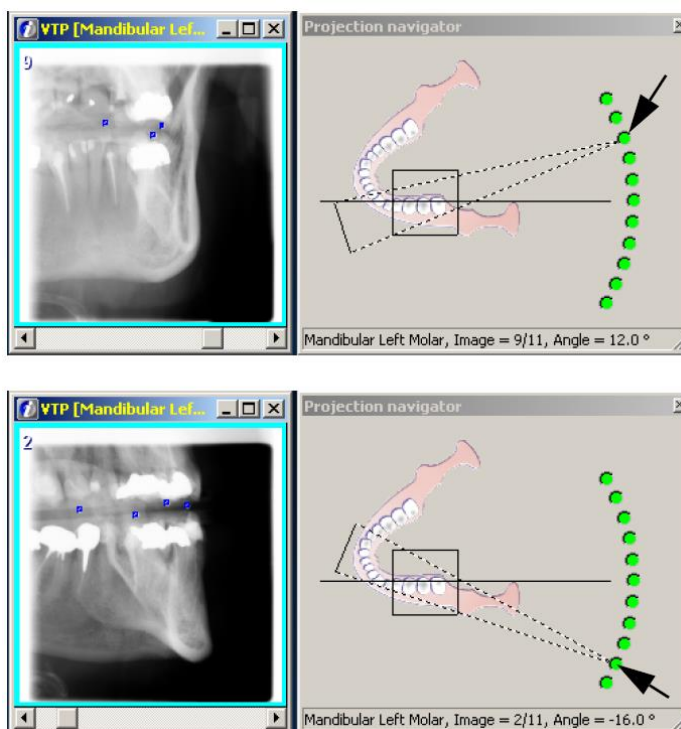 VTP [Mandibular Lef...
Projection navigator
9
Mandibular Left Molar, Image = 9/11, Angle = 12.0 °
VTP [Mandibular Lef...
Projection navigator
2
Mandibular Left Molar, Image = 2/11, Angle = -16.0 °